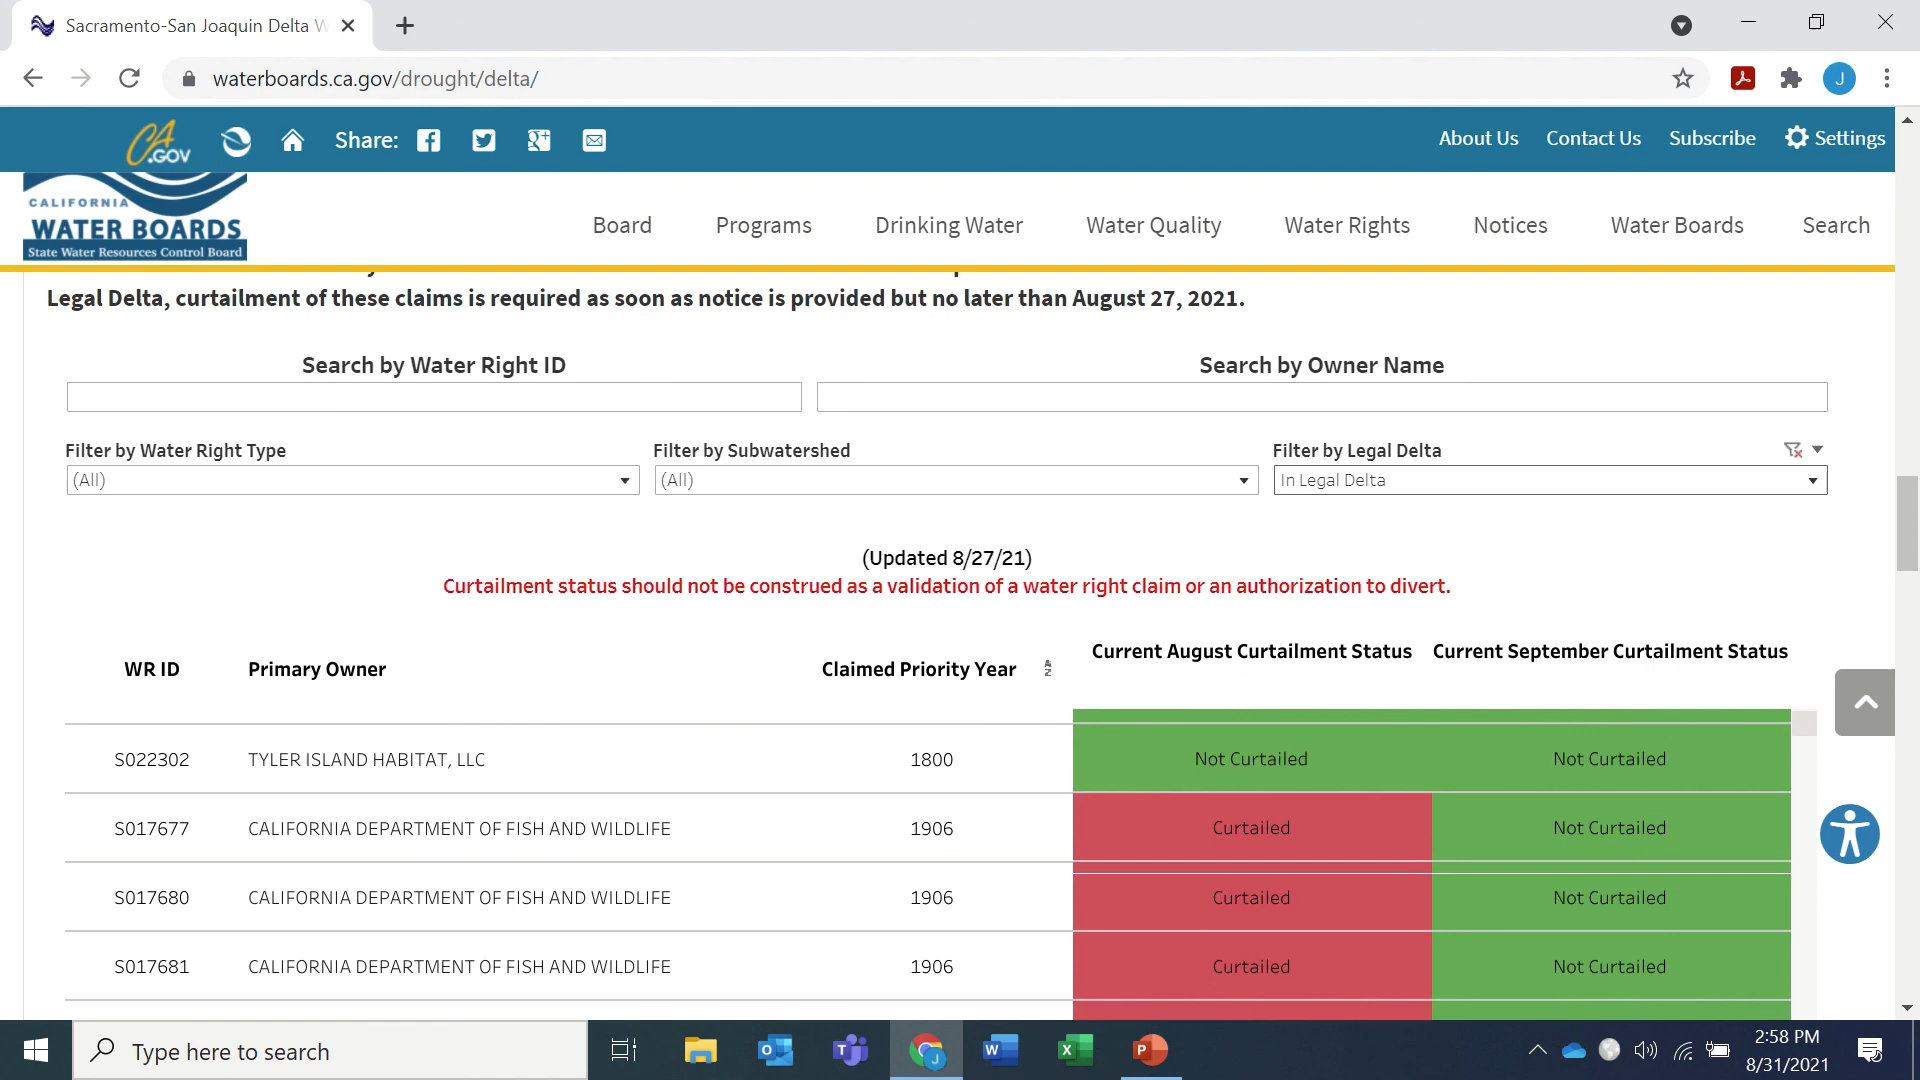 Sacramento-San Joaquin Delta W
waterboards.ca.gov/drought/delta/
J
CA.GOV
Share:
About Us
Contact Us
Subscribe
Settings
CALIFORNIA
WATER BOARDS
State Water Resources Control Board
Board
Programs
Drinking Water
Water Quality
Water Rights
Notices
Water Boards
Search
Legal Delta, curtailment of these claims is required as soon as notice is provided but no later than August 27, 2021.
Search by Water Right ID
Search by Owner Name
Filter by Water Right Type
Filter by Subwatershed
Filter by Legal Delta
(All)
(All)
In Legal Delta
(Updated 8/27/21)
Curtailment status should not be construed as a validation of a water right claim or an authorization to divert.
WR ID Primary Owner Claimed Priority Year Current August Curtailment Status Current September Curtailment Status
S022302 TYLER ISLAND HABITAT, LLC 1800 Not Curtailed Not Curtailed
S017677 CALIFORNIA DEPARTMENT OF FISH AND WILDLIFE 1906 Curtailed Not Curtailed
S017680 CALIFORNIA DEPARTMENT OF FISH AND WILDLIFE 1906 Curtailed Not Curtailed
S017681 CALIFORNIA DEPARTMENT OF FISH AND WILDLIFE 1906 Curtailed Not Curtailed
Type here to search
2:58 PM
8/31/2021